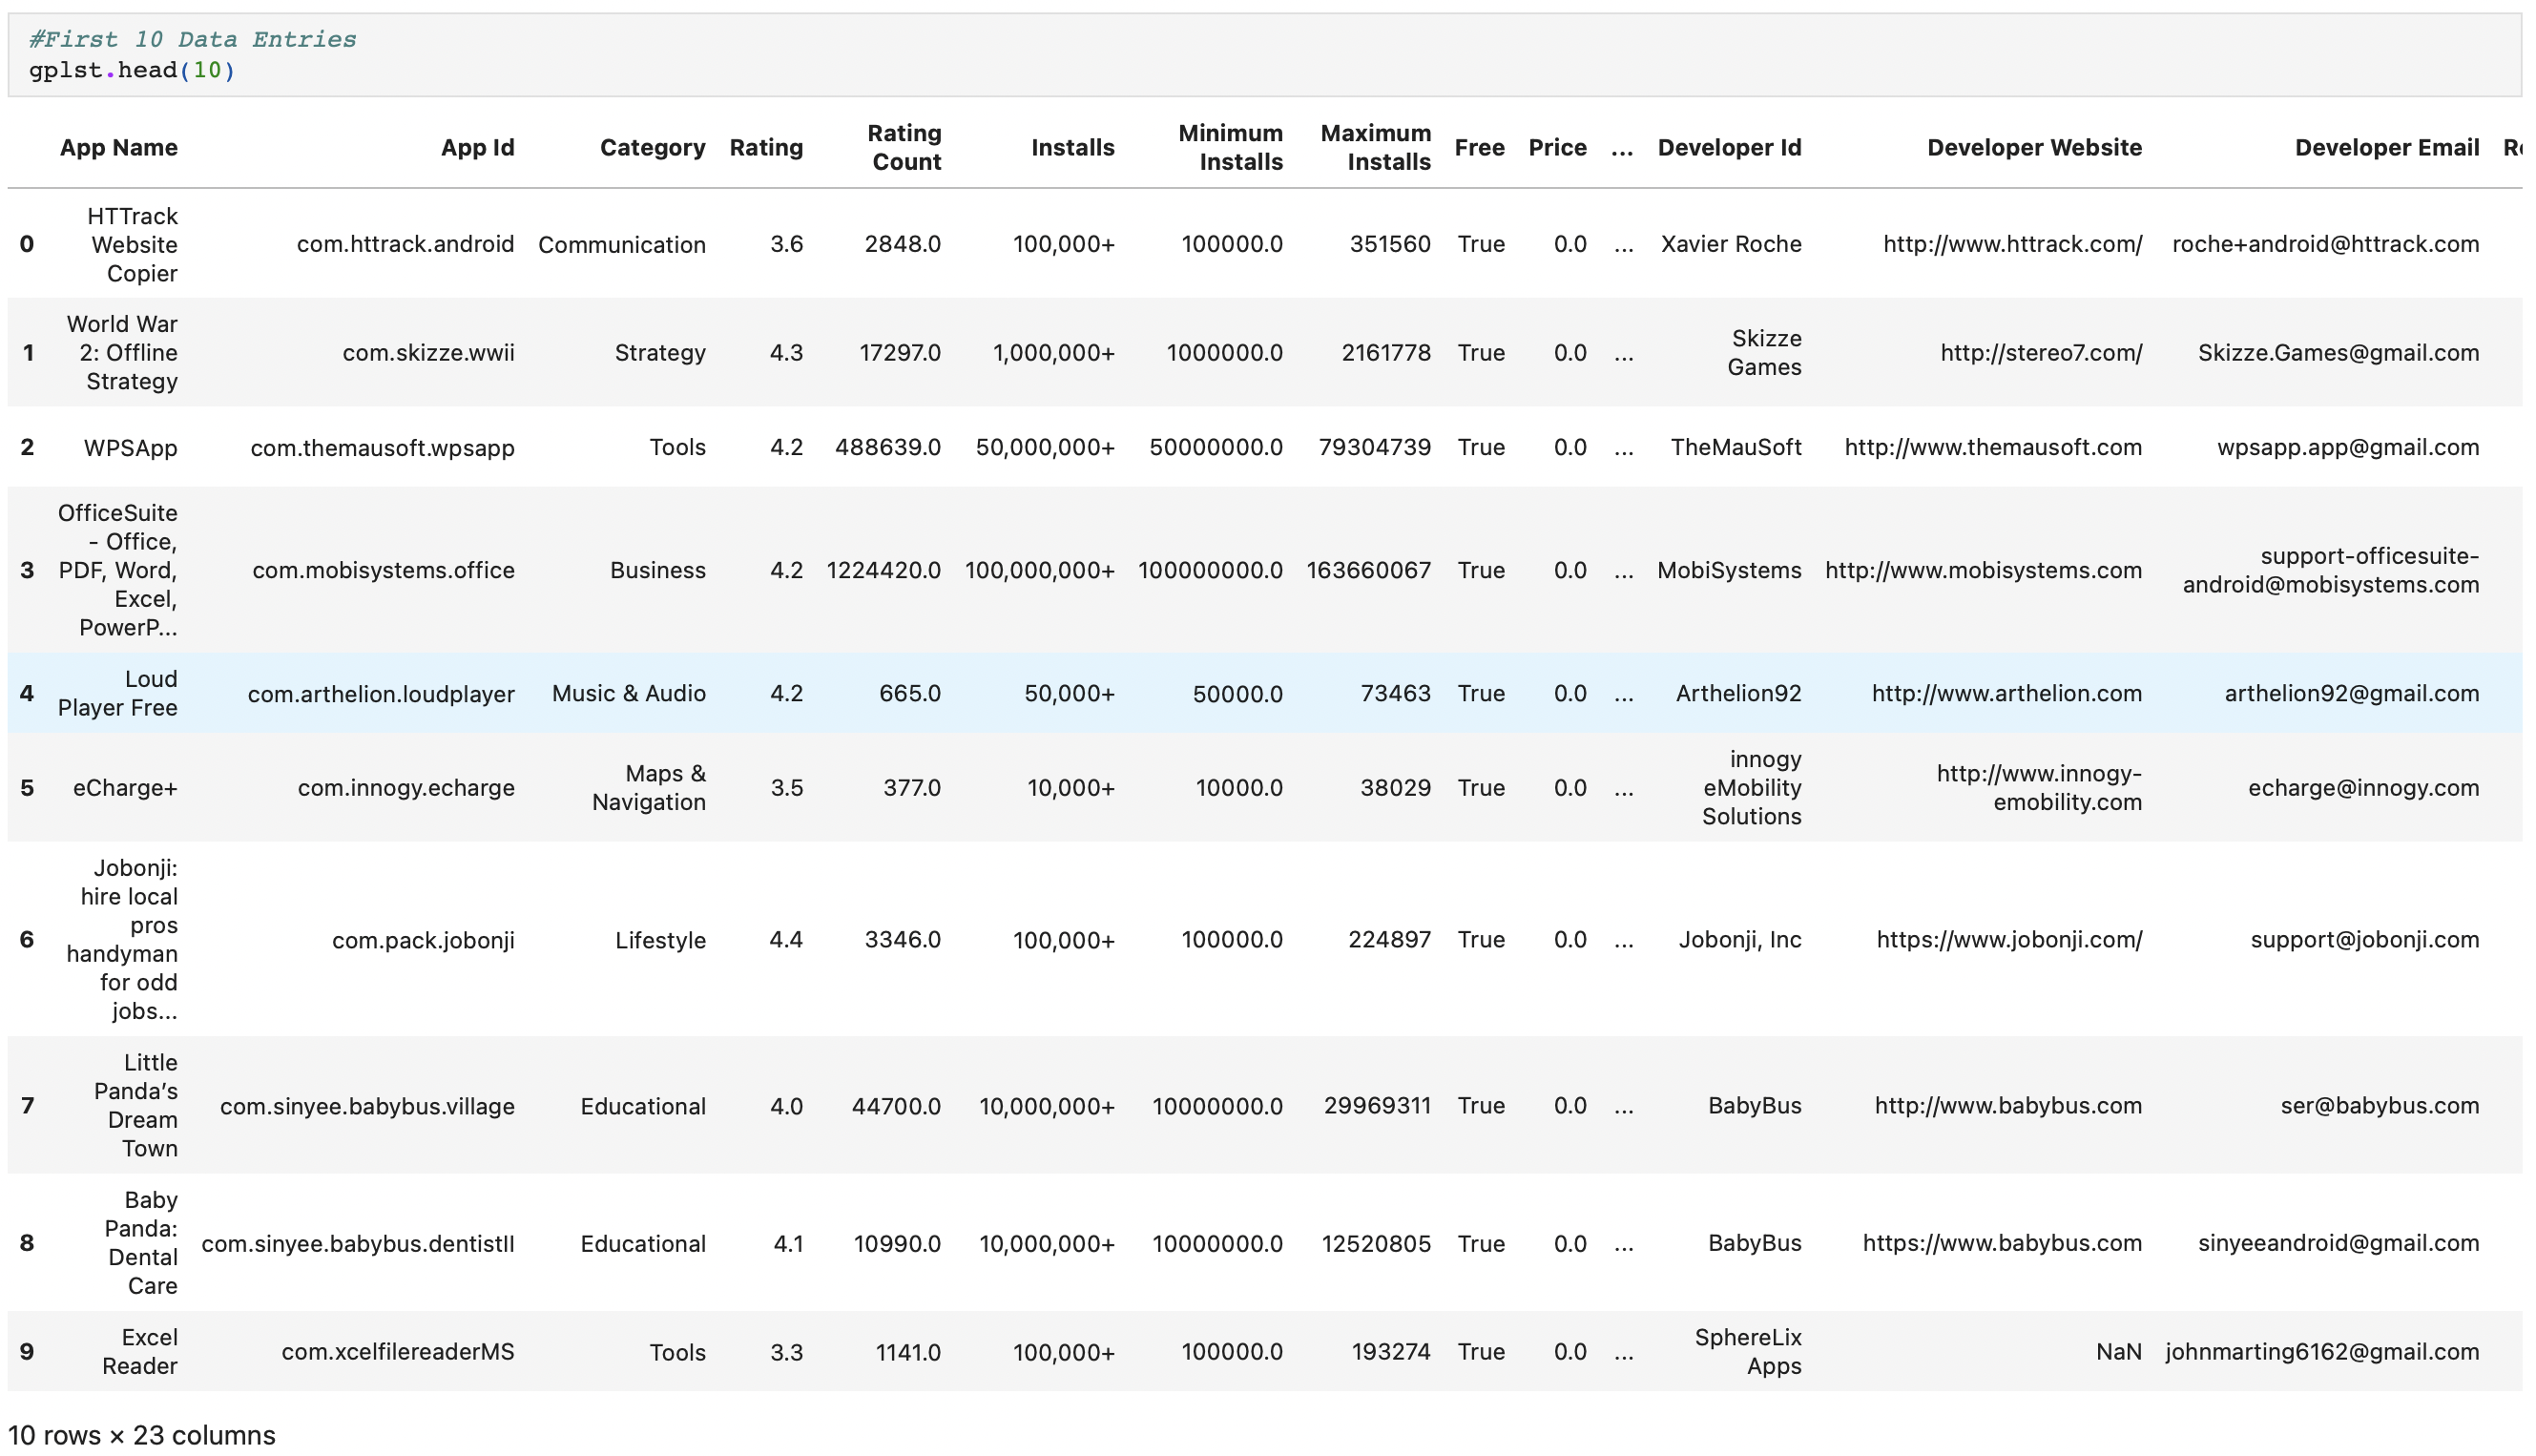 #First 10 Data Entries
gplst.head(10)
App Name App Id Category Rating Rating Count Installs Minimum Installs Maximum Installs Free Price ... Developer Id Developer Website Developer Email
0 HTTrack Website Copier com.httrack.android Communication 3.6 2848.0 100,000+ 100000.0 351560 True 0.0 ... Xavier Roche http://www.httrack.com/ roche+android@httrack.com
1 World War 2: Offline Strategy com.skizze.wwii Strategy 4.3 17297.0 1,000,000+ 1000000.0 2161778 True 0.0 ... Skizze Games http://stereo7.com/ Skizze.Games@gmail.com
2 WPSApp com.themausoft.wpsapp Tools 4.2 488639.0 50,000,000+ 50000000.0 79304739 True 0.0 ... TheMauSoft http://www.themausoft.com wpsapp.app@gmail.com
3 OfficeSuite - Office, PDF, Word, Excel, PowerP... com.mobisystems.office Business 4.2 1224420.0 100,000,000+ 100000000.0 163660067 True 0.0 ... MobiSystems http://www.mobisystems.com support-officesuite-android@mobisystems.com
4 Loud Player Free com.arthelion.loudplayer Music & Audio 4.2 665.0 50,000+ 50000.0 73463 True 0.0 ... Arthelion92 http://www.arthelion.com arthelion92@gmail.com
5 eCharge+ com.innogy.echarge Maps & Navigation 3.5 377.0 10,000+ 10000.0 38029 True 0.0 ... innogy eMobility Solutions http://www.innogy-emobility.com echarge@innogy.com
6 Jobonji: hire local pros handyman for odd jobs... com.pack.jobonji Lifestyle 4.4 3346.0 100,000+ 100000.0 224897 True 0.0 ... Jobonji, Inc https://www.jobonji.com/ support@jobonji.com
7 Little Panda's Dream Town com.sinyee.babybus.village Educational 4.0 44700.0 10,000,000+ 10000000.0 29969311 True 0.0 ... BabyBus http://www.babybus.com ser@babybus.com
8 Baby Panda: Dental Care com.sinyee.babybus.dentistII Educational 4.1 10990.0 10,000,000+ 10000000.0 12520805 True 0.0 ... BabyBus https://www.babybus.com sinyeeandroid@gmail.com
9 Excel Reader com.xcelfilereaderMS Tools 3.3 1141.0 100,000+ 100000.0 193274 True 0.0 ... SphereLix Apps NaN johnmarting6162@gmail.com
10 rows × 23 columns